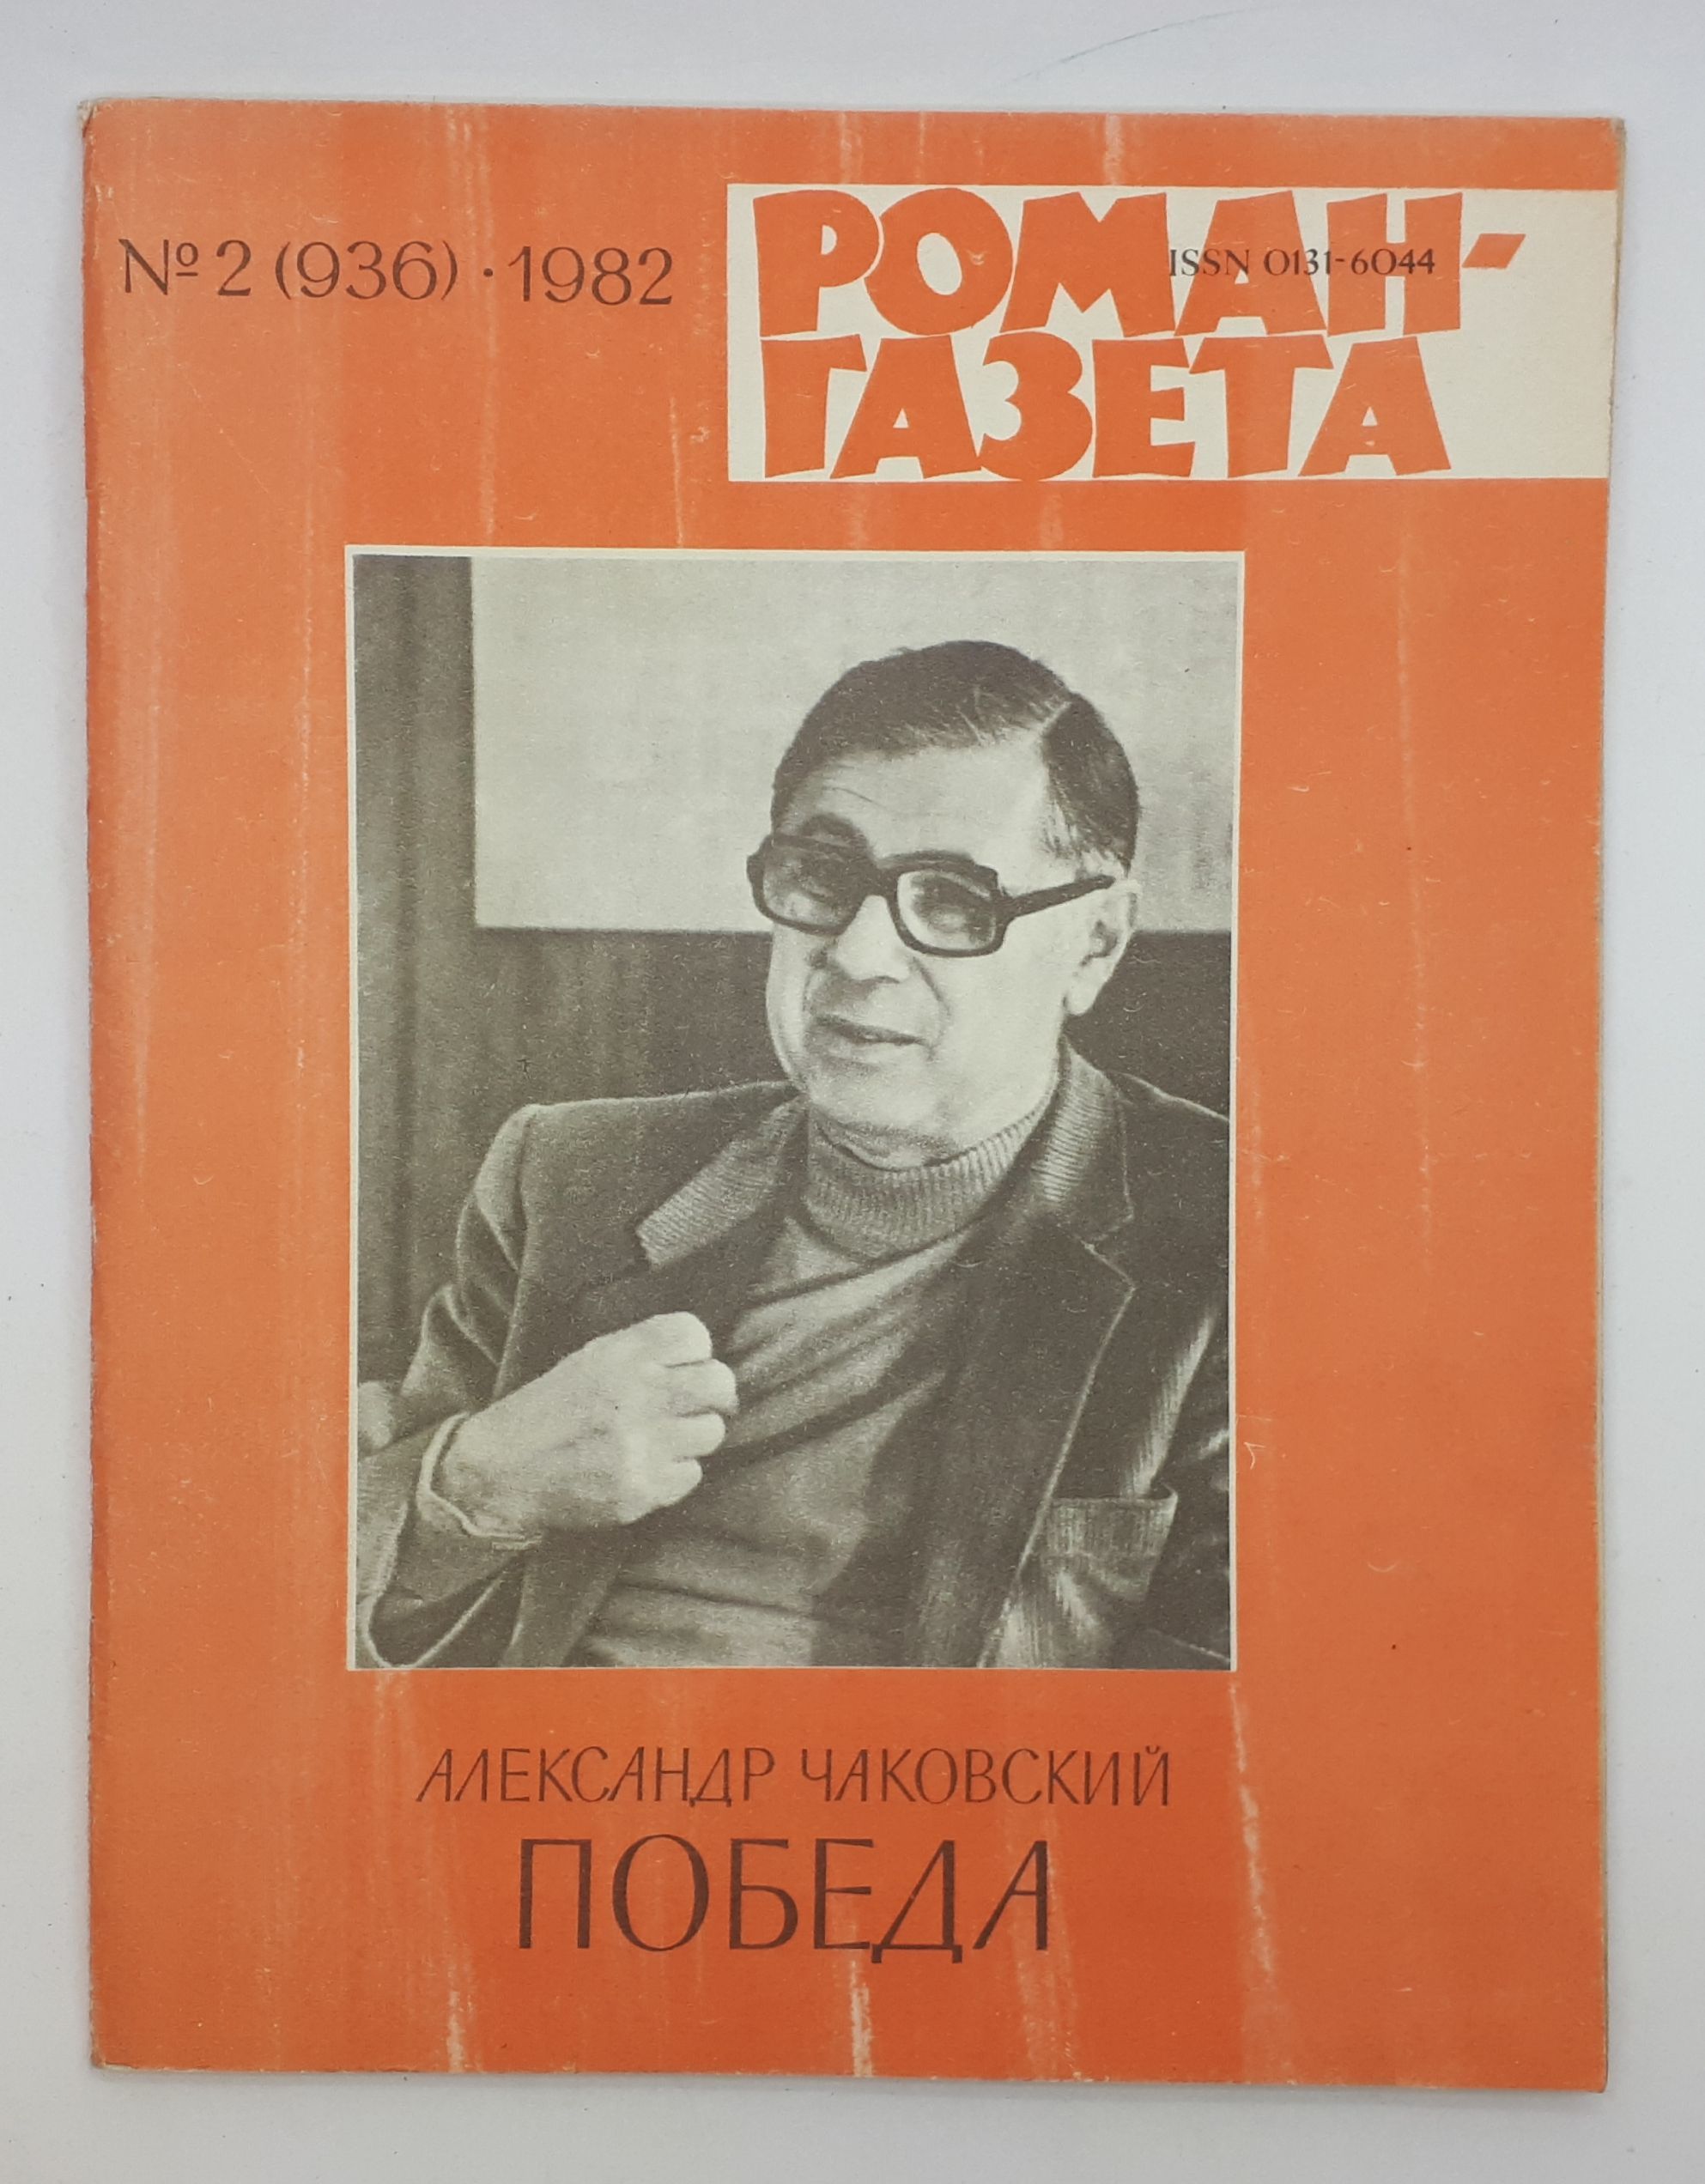 № 2 (936) · 1982
РОМАН-
ISSN 0131-6044
ГАЗЕТА
АЛЕКСАНДР ЧАКОВСКИЙ
ПОБЕДА